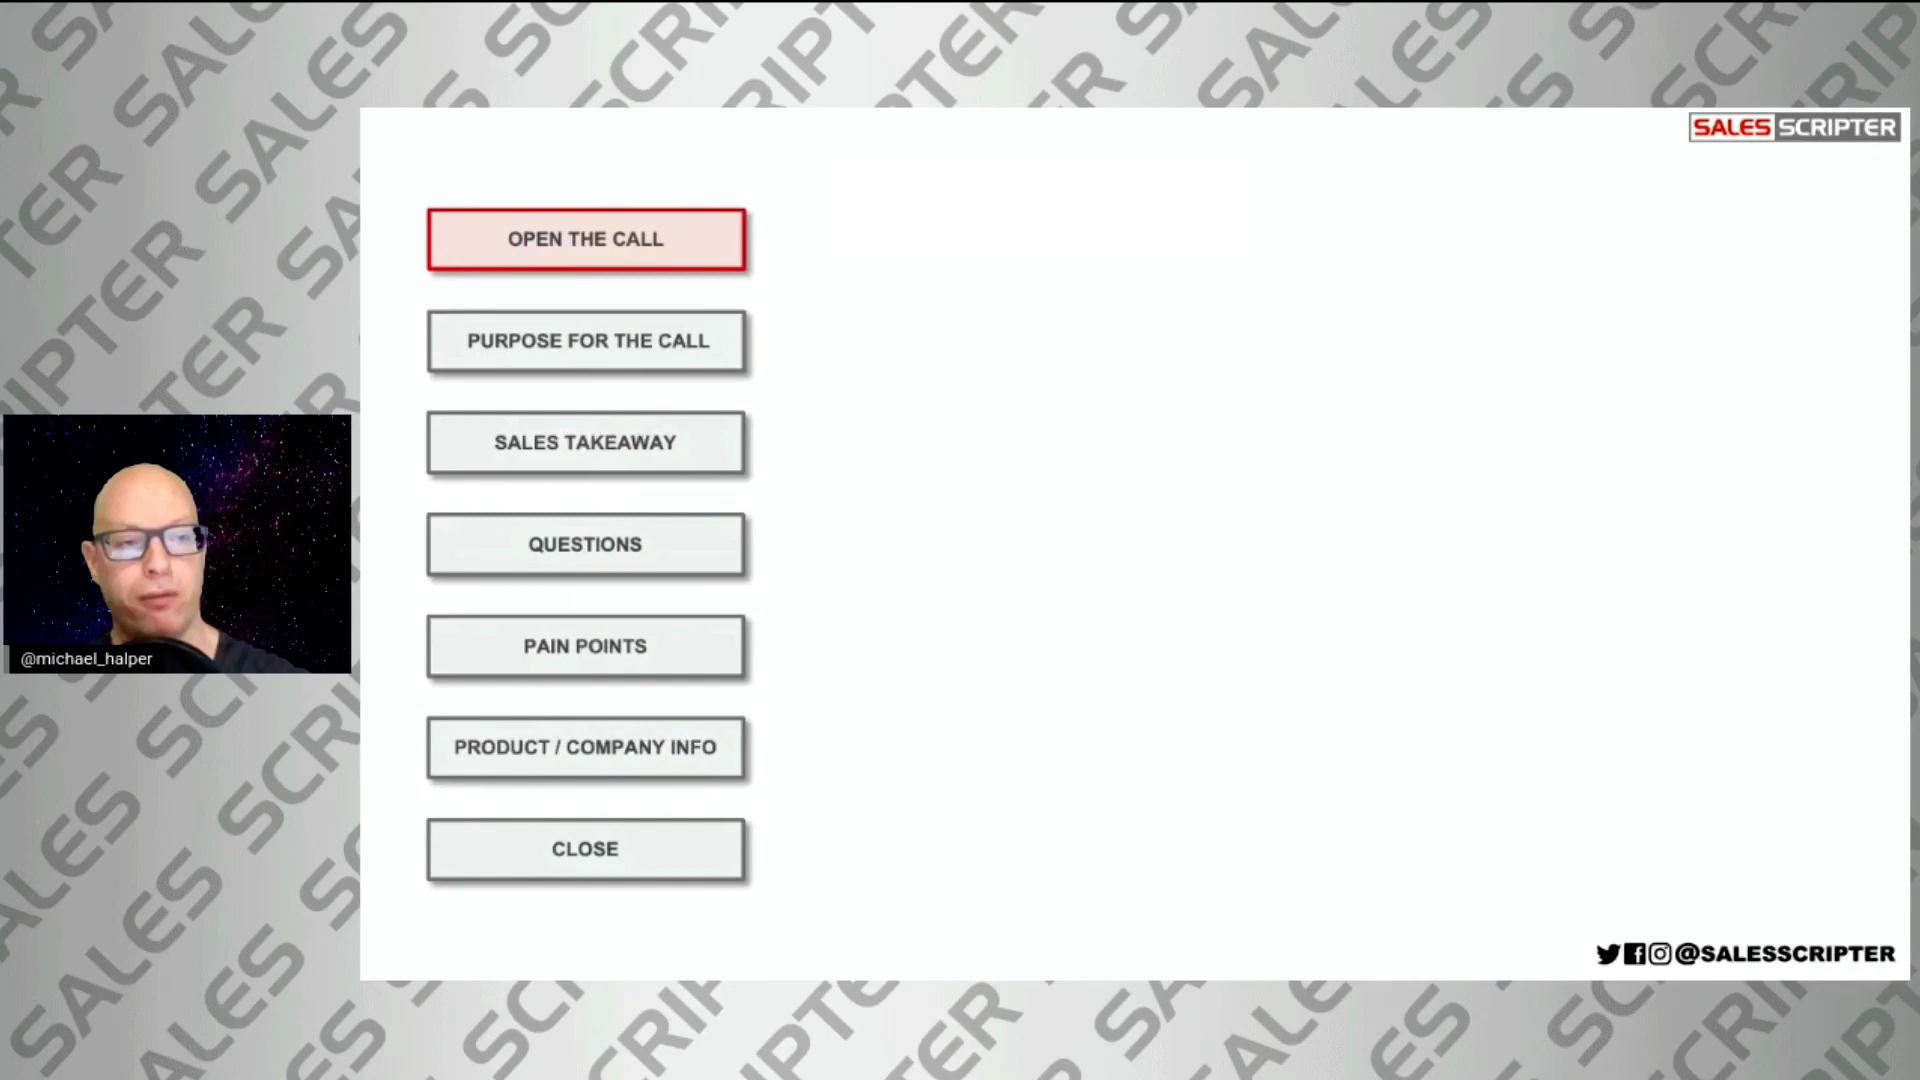 SALES SCRIPTER
OPEN THE CALL
PURPOSE FOR THE CALL
SALES TAKEAWAY
QUESTIONS
PAIN POINTS
PRODUCT / COMPANY INFO
CLOSE
@michael_halper
@SALESSCRIPTER